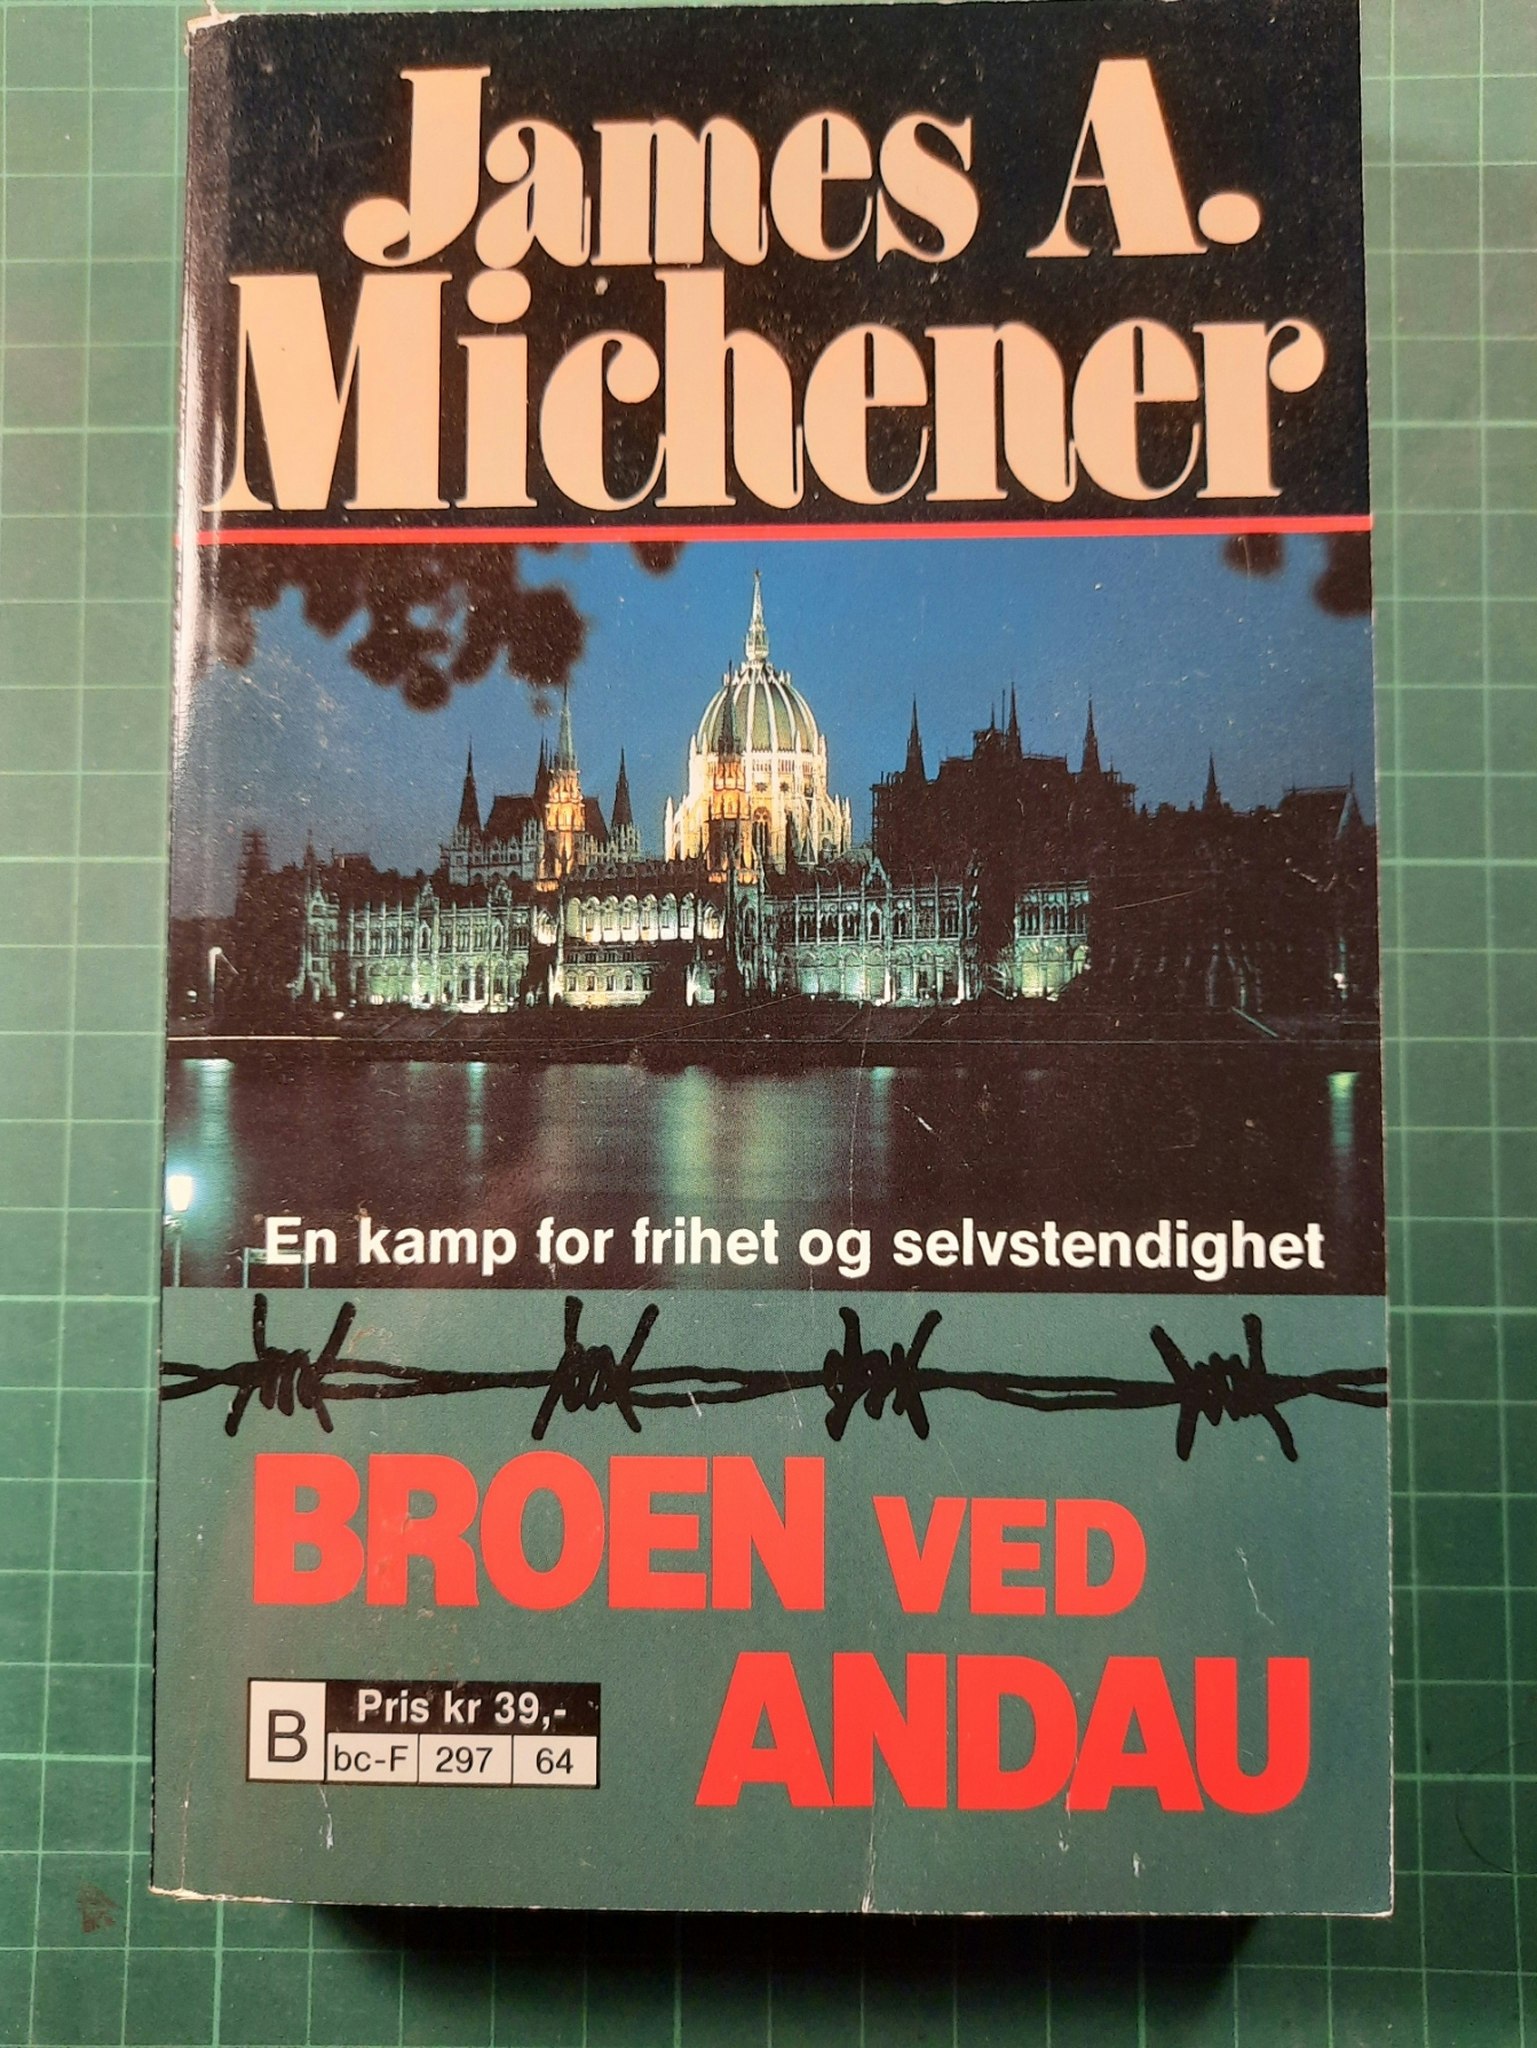 James A.
Michener
En kamp for frihet og selvstendighet
BROEN VED
ANDAU
B
Pris kr 39,-
bc-F 297 64